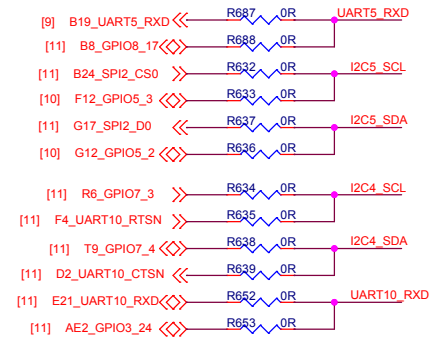 [9] B19_UART5_RXD R687 0R UART5_RXD
[11] B8_GPIO8_17 R688 0R
[11] B24_SPI2_CS0 R632 0R I2C5_SCL
[10] F12_GPIO5_3 R633 0R
[11] G17_SPI2_D0 R637 0R I2C5_SDA
[10] G12_GPIO5_2 R636 0R
[11] R6_GPIO7_3 R634 0R I2C4_SCL
[11] F4_UART10_RTSN R635 0R
[11] T9_GPIO7_4 R638 0R I2C4_SDA
[11] D2_UART10_CTSN R639 0R
[11] E21_UART10_RXD R652 0R UART10_RXD
[11] AE2_GPIO3_24 R653 0R